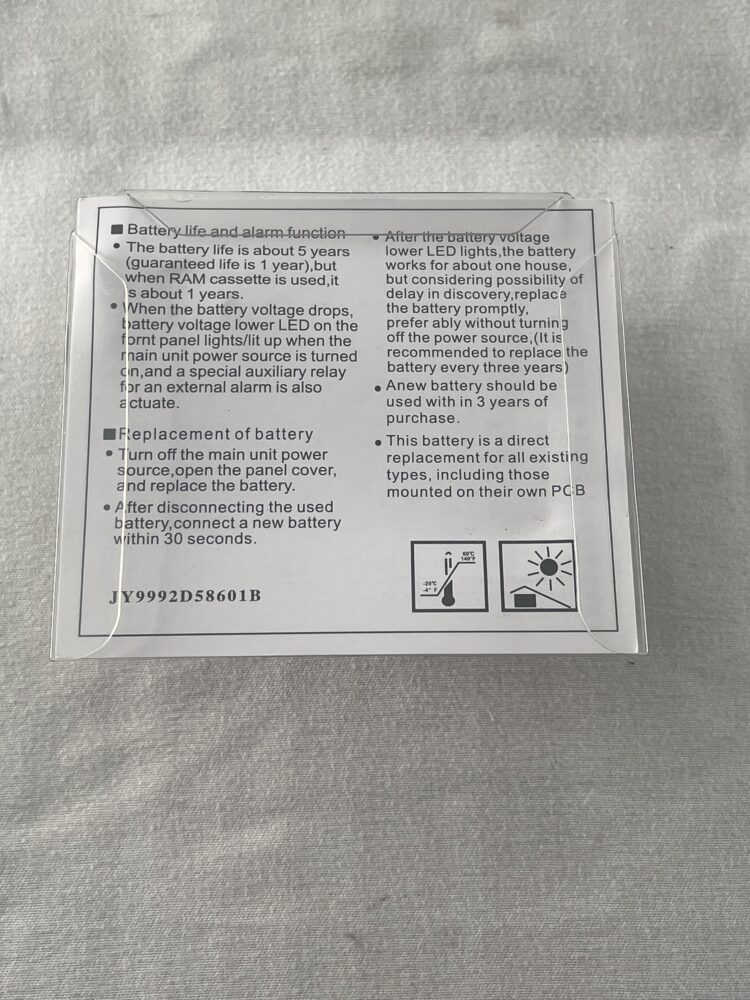 ■ Battery life and alarm function
• The battery life is about 5 years
(guaranteed life is 1 year),but
when RAM cassette is used,it
is about 1 years.
• When the battery voltage drops,
battery voltage lower LED on the
fornt panel lights/lit up when the
main unit power source is turned
on,and a special auxiliary relay
for an external alarm is also
actuate.
■ Replacement of battery
• Turn off the main unit power
source,open the panel cover,
and replace the battery.
• After disconnecting the used
battery,connect a new battery
within 30 seconds.
JY9992D58601B
• After the battery voltage
lower LED lights,the battery
works for about one house,
but considering possibility of
delay in discovery,replace
the battery promptly,
prefer ably without turning
off the power source,(It is
recommended to replace the
battery every three years)
• Anew battery should be
used with in 3 years of
purchase.
• This battery is a direct
replacement for all existing
types, including those
mounted on their own PCB
60℃
140°F
-20℃
-4° F